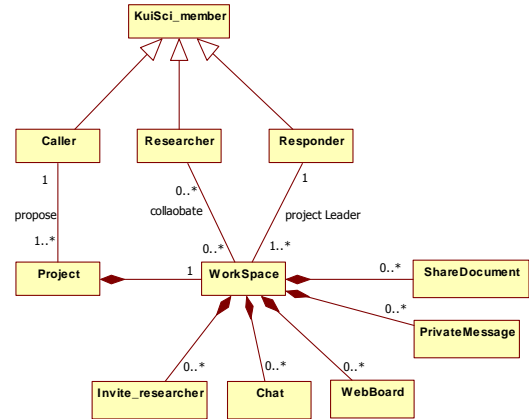 KuiSci_member
Caller
Researcher
Responder
1
0..*
1
propose
collaobate
project Leader
1..*
0..*
1..*
Project
1
WorkSpace
0..*
ShareDocument
0..*
PrivateMessage
0..*
0..*
0..*
Invite_researcher
Chat
WebBoard